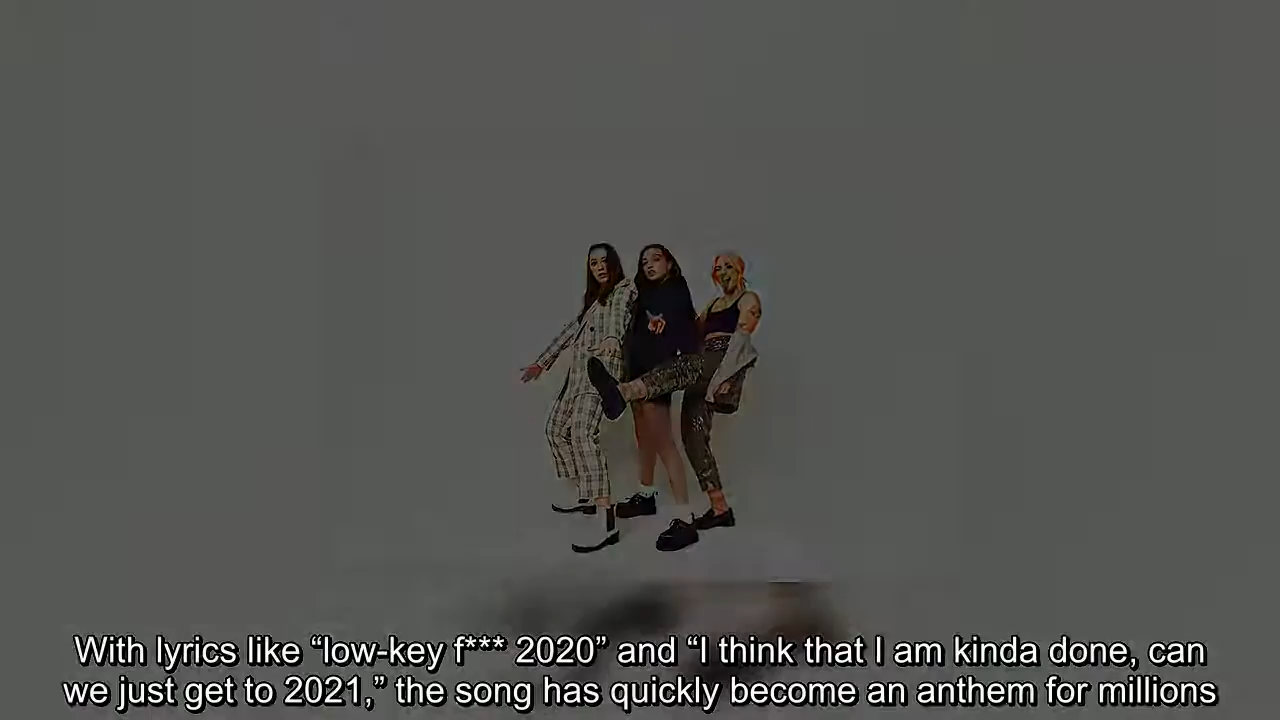 With lyrics like “low-key f*** 2020” and “I think that I am kinda done, can
we just get to 2021,” the song has quickly become an anthem for millions